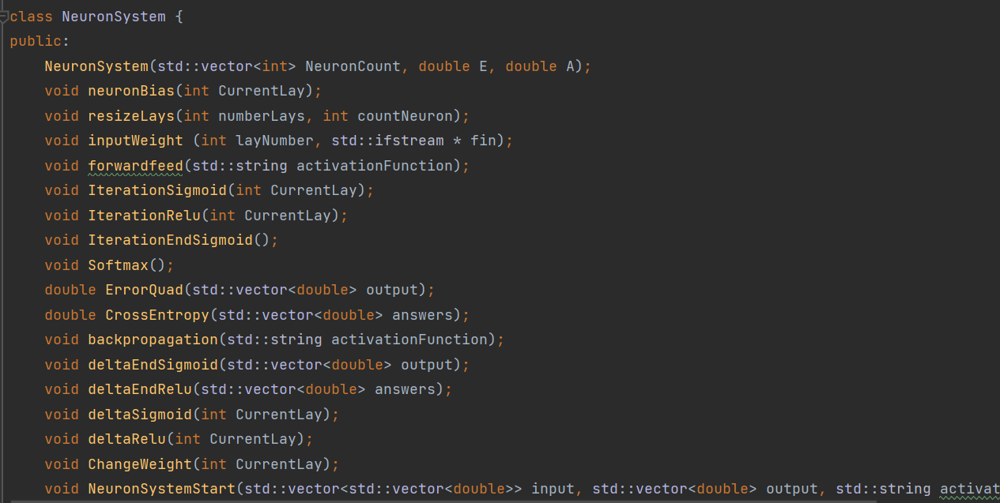 class NeuronSystem {
public:
    NeuronSystem(std::vector<int> NeuronCount, double E, double A);
    void neuronBias(int CurrentLay);
    void resizeLays(int numberLays, int countNeuron);
    void inputWeight (int layNumber, std::ifstream * fin);
    void forwardfeed(std::string activationFunction);
    void IterationSigmoid(int CurrentLay);
    void IterationRelu(int CurrentLay);
    void IterationEndSigmoid();
    void Softmax();
    double ErrorQuad(std::vector<double> output);
    double CrossEntropy(std::vector<double> answers);
    void backpropagation(std::string activationFunction);
    void deltaEndSigmoid(std::vector<double> output);
    void deltaEndRelu(std::vector<double> answers);
    void deltaSigmoid(int CurrentLay);
    void deltaRelu(int CurrentLay);
    void ChangeWeight(int CurrentLay);
    void NeuronSystemStart(std::vector<std::vector<double>> input, std::vector<double> output, std::string activat